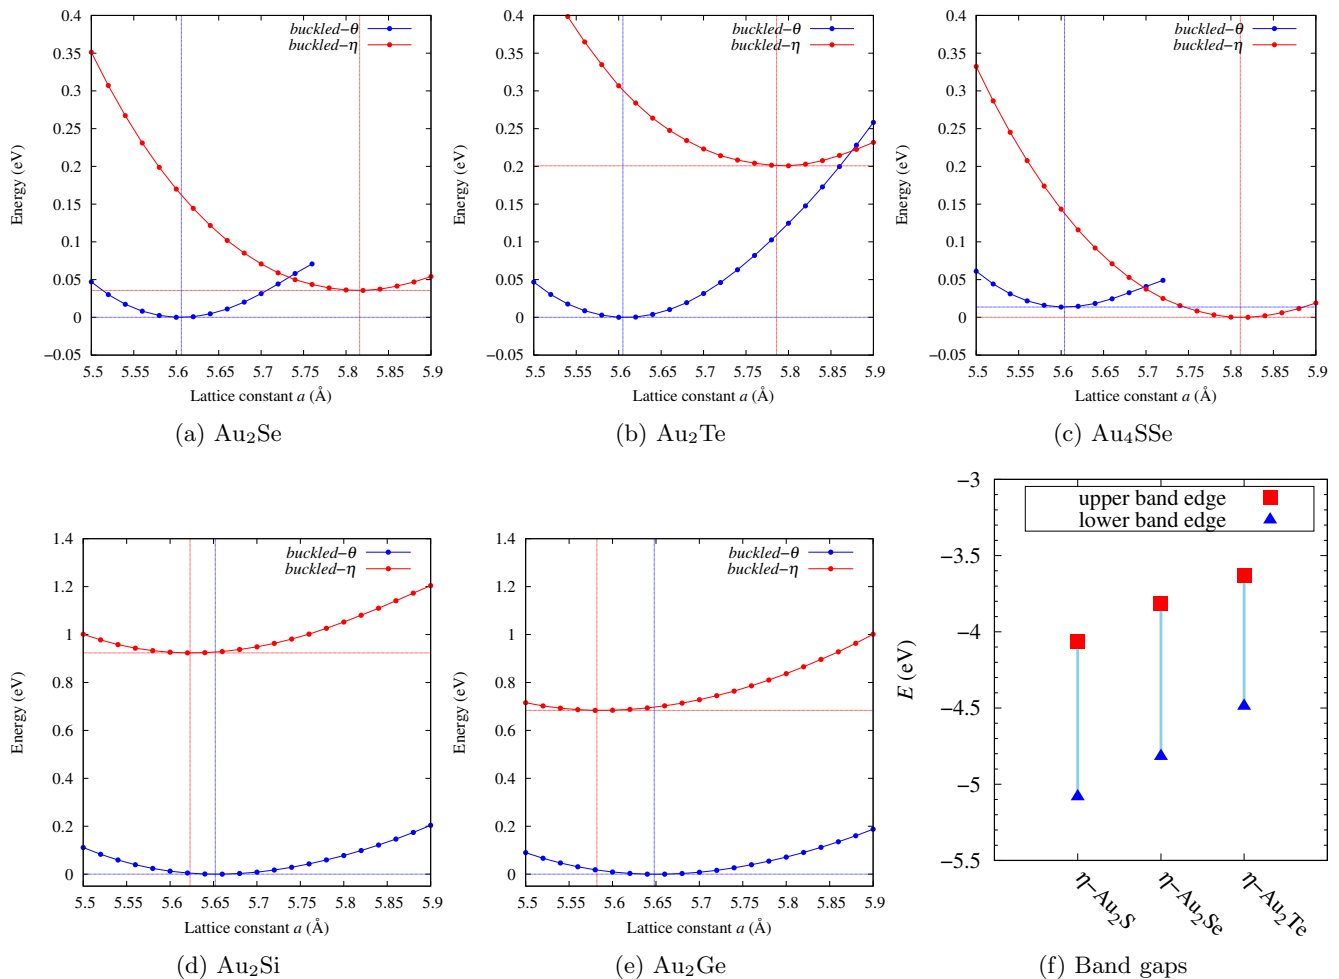 buckled-θ
buckled-η
0.4
0.35
0.3
0.25
0.2
0.15
0.1
0.05
0
−0.05
Energy (eV)
5.5 5.55 5.6 5.65 5.7 5.75 5.8 5.85 5.9
Lattice constant a (Å)
(a) Au₂Se
buckled-θ
buckled-η
0.4
0.35
0.3
0.25
0.2
0.15
0.1
0.05
0
−0.05
Energy (eV)
5.5 5.55 5.6 5.65 5.7 5.75 5.8 5.85 5.9
Lattice constant a (Å)
(b) Au₂Te
buckled-θ
buckled-η
0.4
0.35
0.3
0.25
0.2
0.15
0.1
0.05
0
−0.05
Energy (eV)
5.5 5.55 5.6 5.65 5.7 5.75 5.8 5.85 5.9
Lattice constant a (Å)
(c) Au₄SSe
buckled-θ
buckled-η
1.4
1.2
1
0.8
0.6
0.4
0.2
0
Energy (eV)
5.5 5.55 5.6 5.65 5.7 5.75 5.8 5.85 5.9
Lattice constant a (Å)
(d) Au₂Si
buckled-θ
buckled-η
1.4
1.2
1
0.8
0.6
0.4
0.2
0
Energy (eV)
5.5 5.55 5.6 5.65 5.7 5.75 5.8 5.85 5.9
Lattice constant a (Å)
(e) Au₂Ge
upper band edge
lower band edge
−3
−3.5
−4
−4.5
−5
−5.5
E (eV)
η−Au₂S
η−Au₂Se
η−Au₂Te
(f) Band gaps